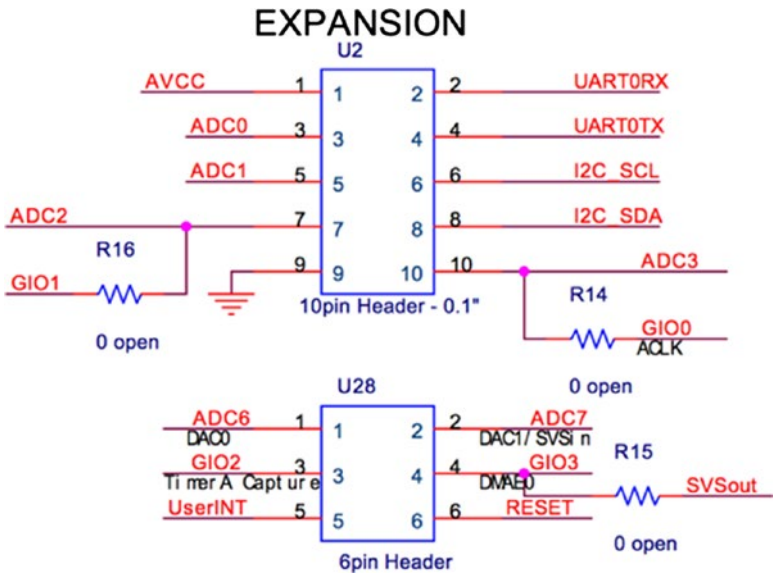 EXPANSION
U2
AVCC 1 1 2 2 UART0RX
ADC0 3 3 4 4 UART0TX
ADC1 5 5 6 6 I2C_SCL
ADC2 7 7 8 8 I2C_SDA
R16 9 9 10 10 ADC3
GIO1 10pin Header - 0.1" R14 GIO0
ACLK
0 open
0 open
U28
ADC6 1 1 2 2 ADC7
DAC0 DAC1/SVSin R15
GIO2 3 3 4 4 GIO3
TimerA Capture DMAE0 SVSout
UserINT 5 5 6 6 RESET
0 open
6pin Header